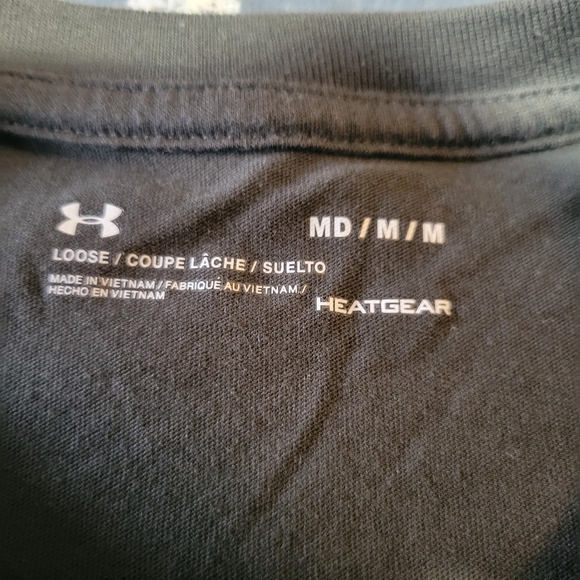 MD / M / M
LOOSE / COUPE LÂCHE / SUELTO
MADE IN VIETNAM / FABRIQUÉ AU VIETNAM /
HECHO EN VIETNAM
HEATGEAR